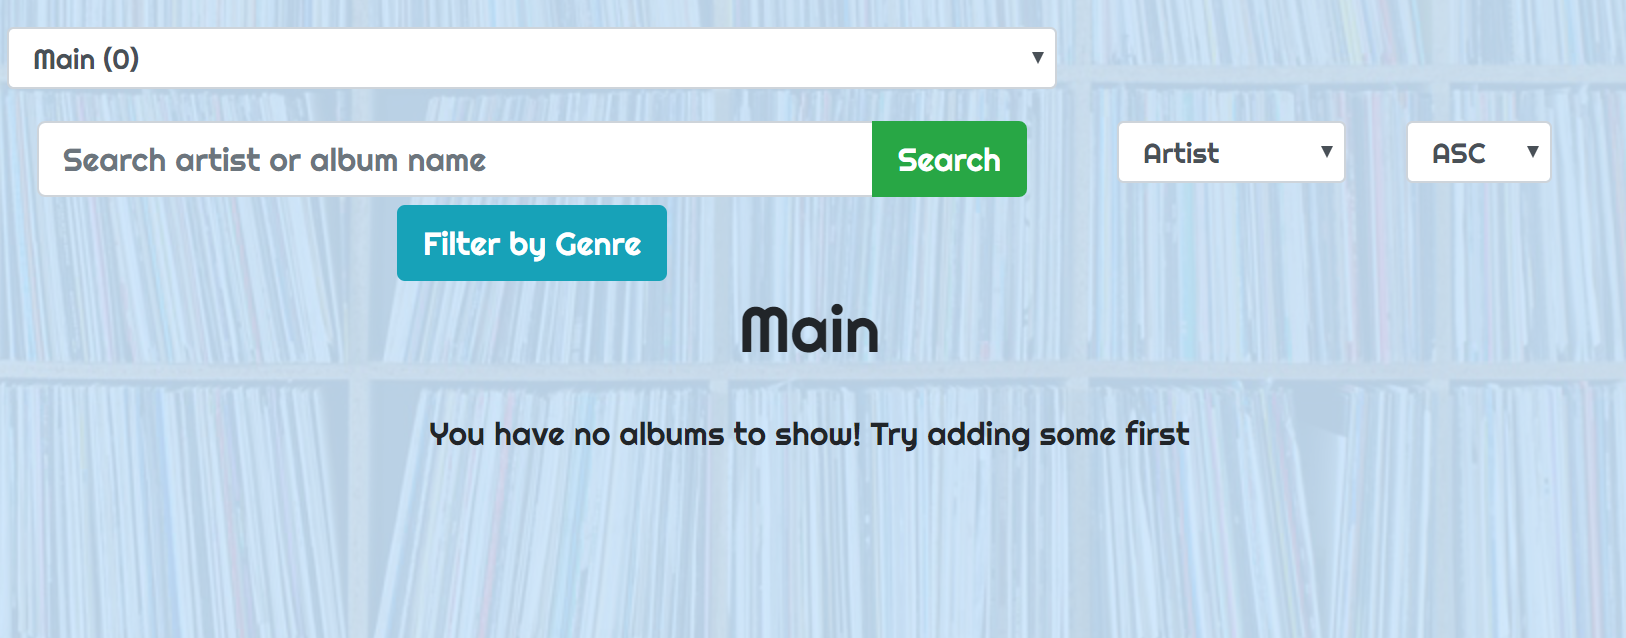 Main (0)
Search artist or album name
Search
Artist
ASC
Filter by Genre
Main
You have no albums to show! Try adding some first